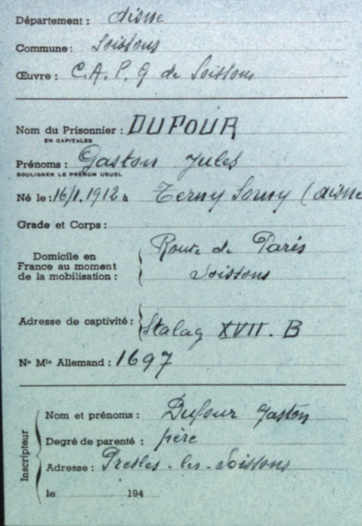 Département : Aisne
Commune : Soissons
Œuvre : C.A.P.G de Soissons
Nom du Prisonnier : DUFOUR
EN CAPITALES
Prénoms : Gaston Jules
SOULIGNER LE PRÉNOM USUEL
Né le : 16/1.1912 à Terny Sorny (Aisne
Grade et Corps :
Domicile en
France au moment
de la mobilisation :
Route de Paris
Soissons
Adresse de captivité : Stalag XVII. B
Nº Mle Allemand : 1697
Inscripteur
Nom et prénoms : Dufour Gaston
Degré de parenté : père
Adresse : Presles-les-Soissons
le 194